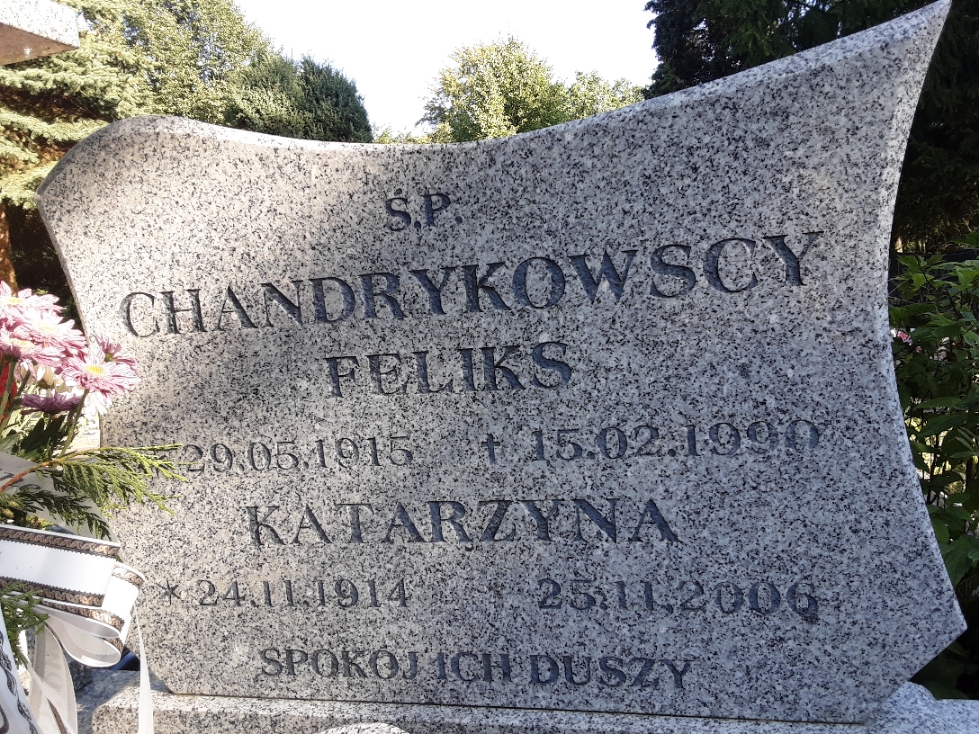 Ś.P.
CHANDRYKOWSCY
FELIKS
29.05.1915 † 15.02.1990
KATARZYNA
* 24.11.1914 25.11.2006
SPOKÓJ ICH DUSZY